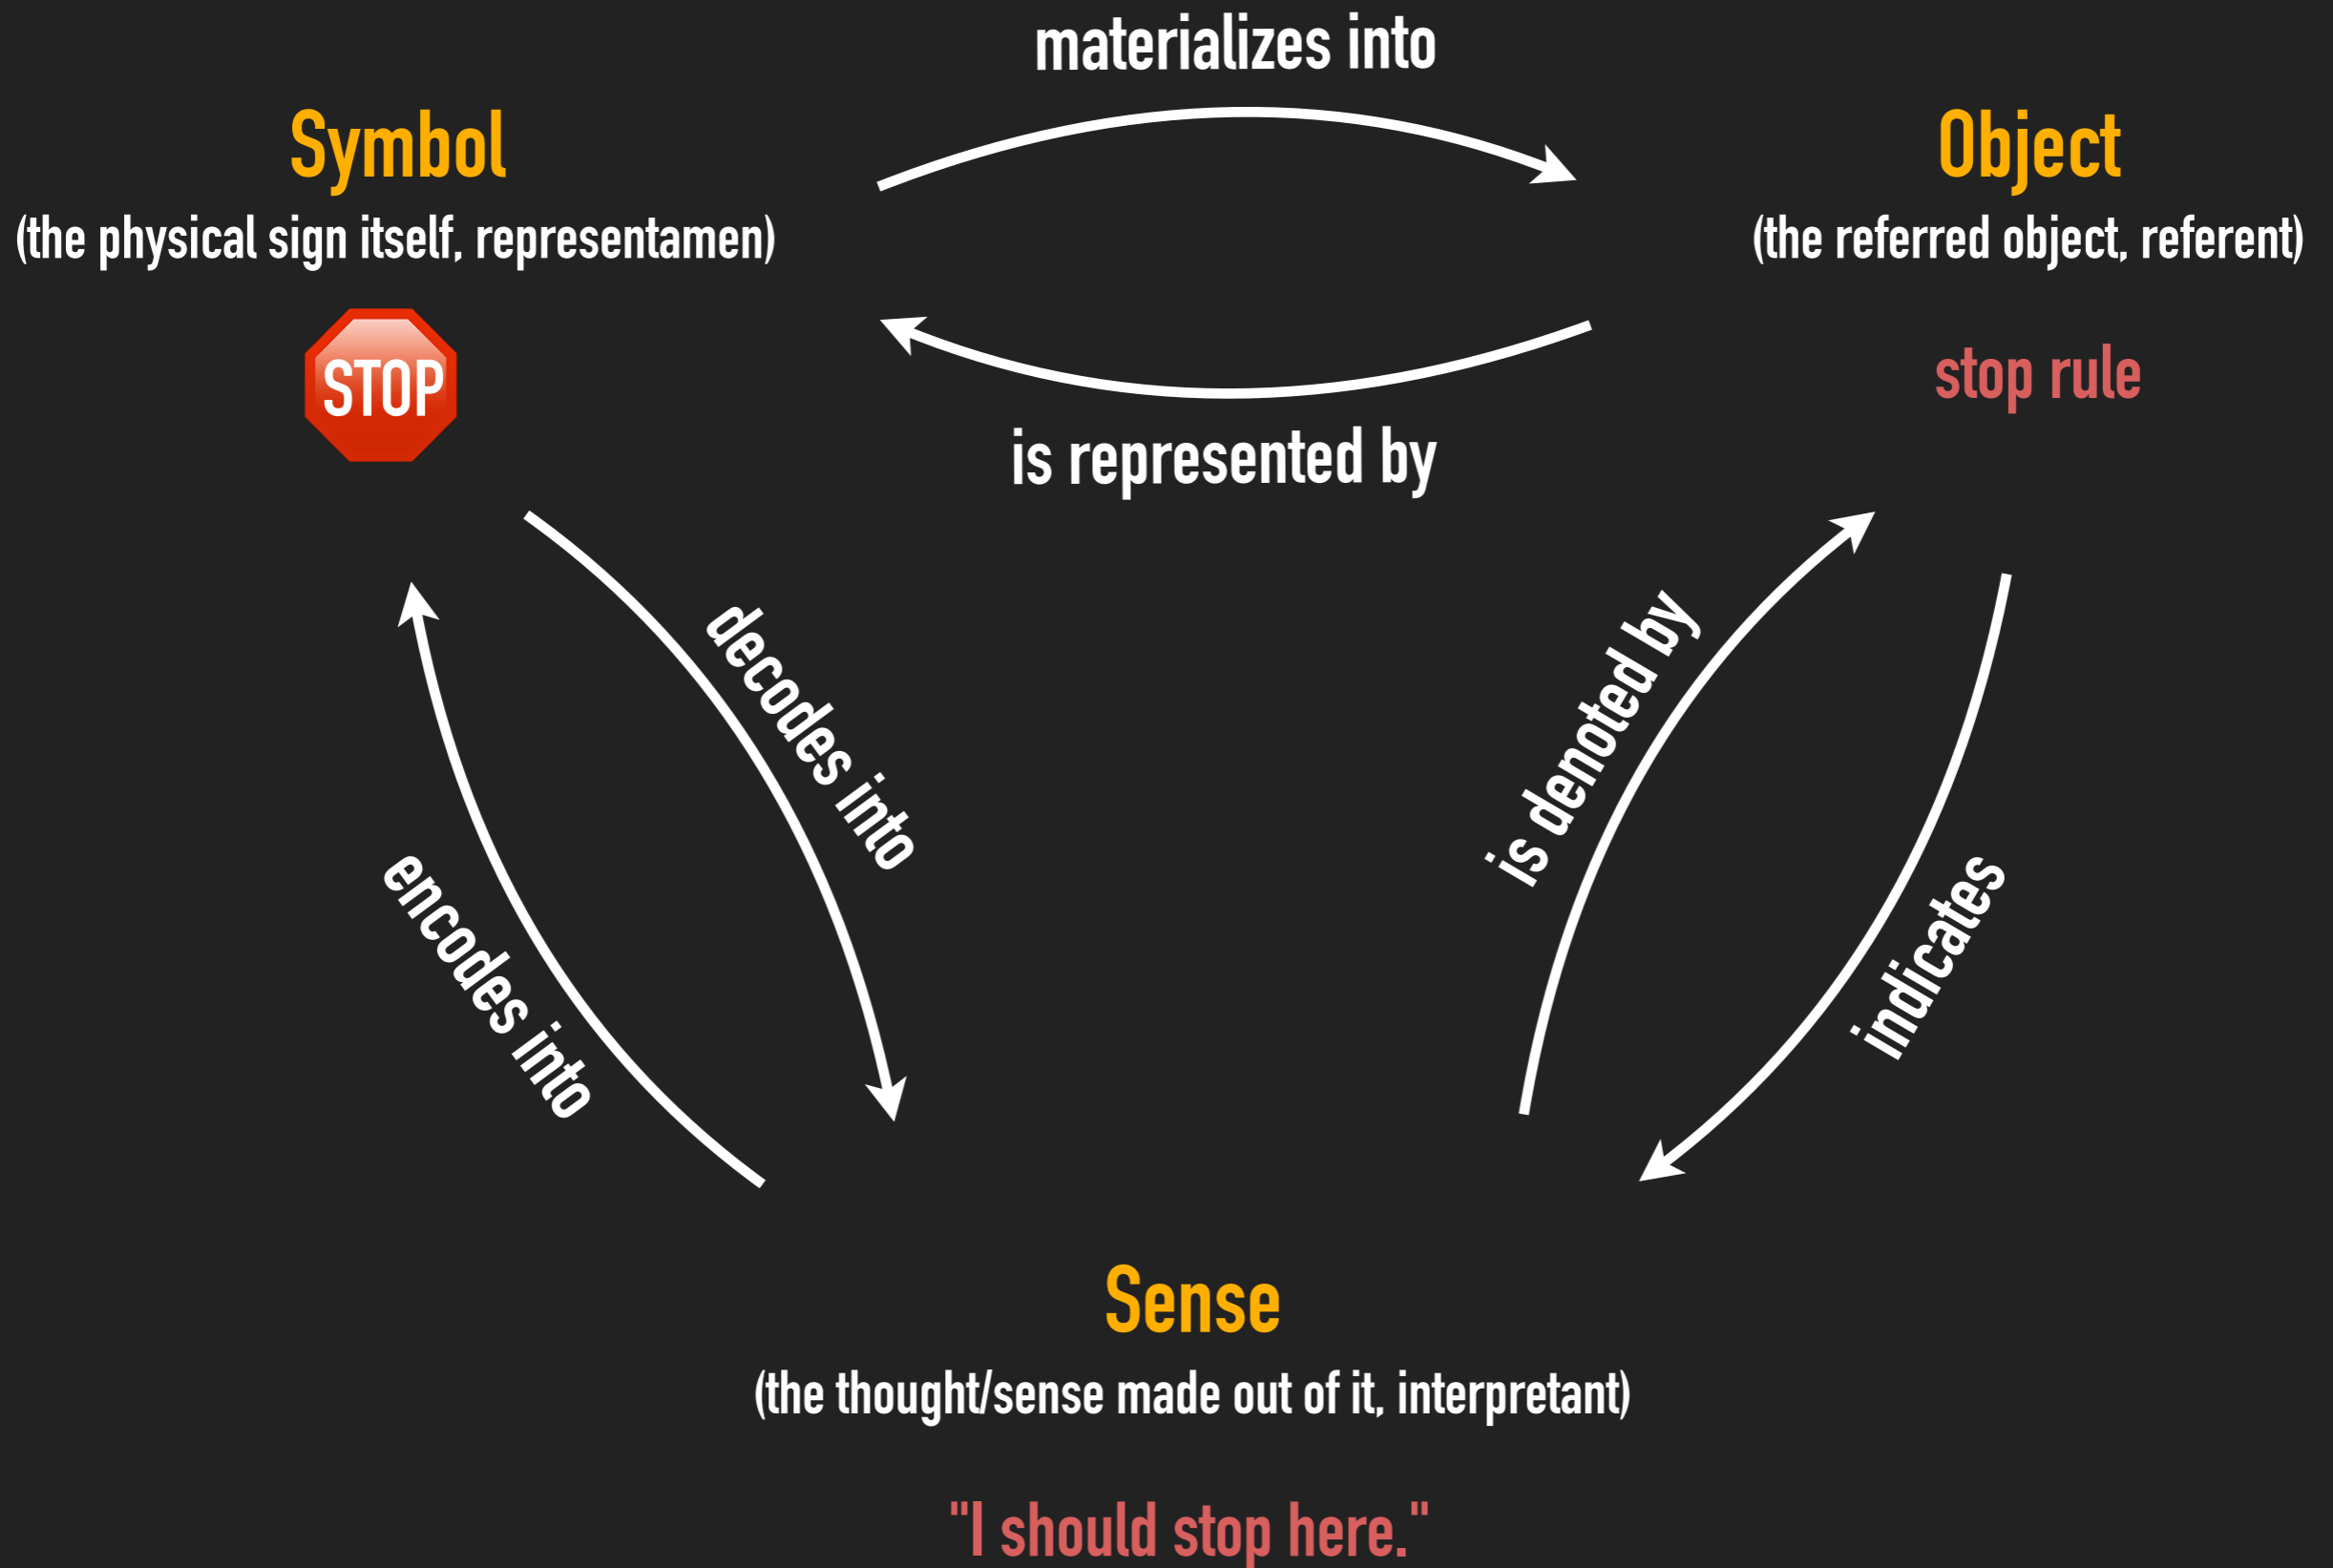 materializes into
Symbol
(the physical sign itself, representamen)
STOP
Object
(the referred object, referent)
stop rule
is represented by
decodes into
encodes into
is denoted by
indicates
Sense
(the thought/sense made out of it, interpretant)
"I should stop here."